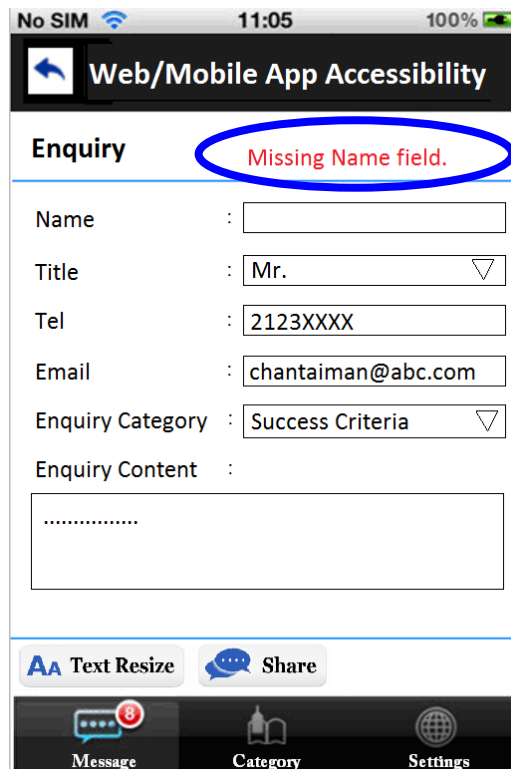 No SIM 11:05 100%
Web/Mobile App Accessibility
Enquiry Missing Name field.
Name :
Title : Mr.
Tel : 2123XXXX
Email : chantaiman@abc.com
Enquiry Category : Success Criteria
Enquiry Content :
................
AA Text Resize Share
8
Message Category Settings